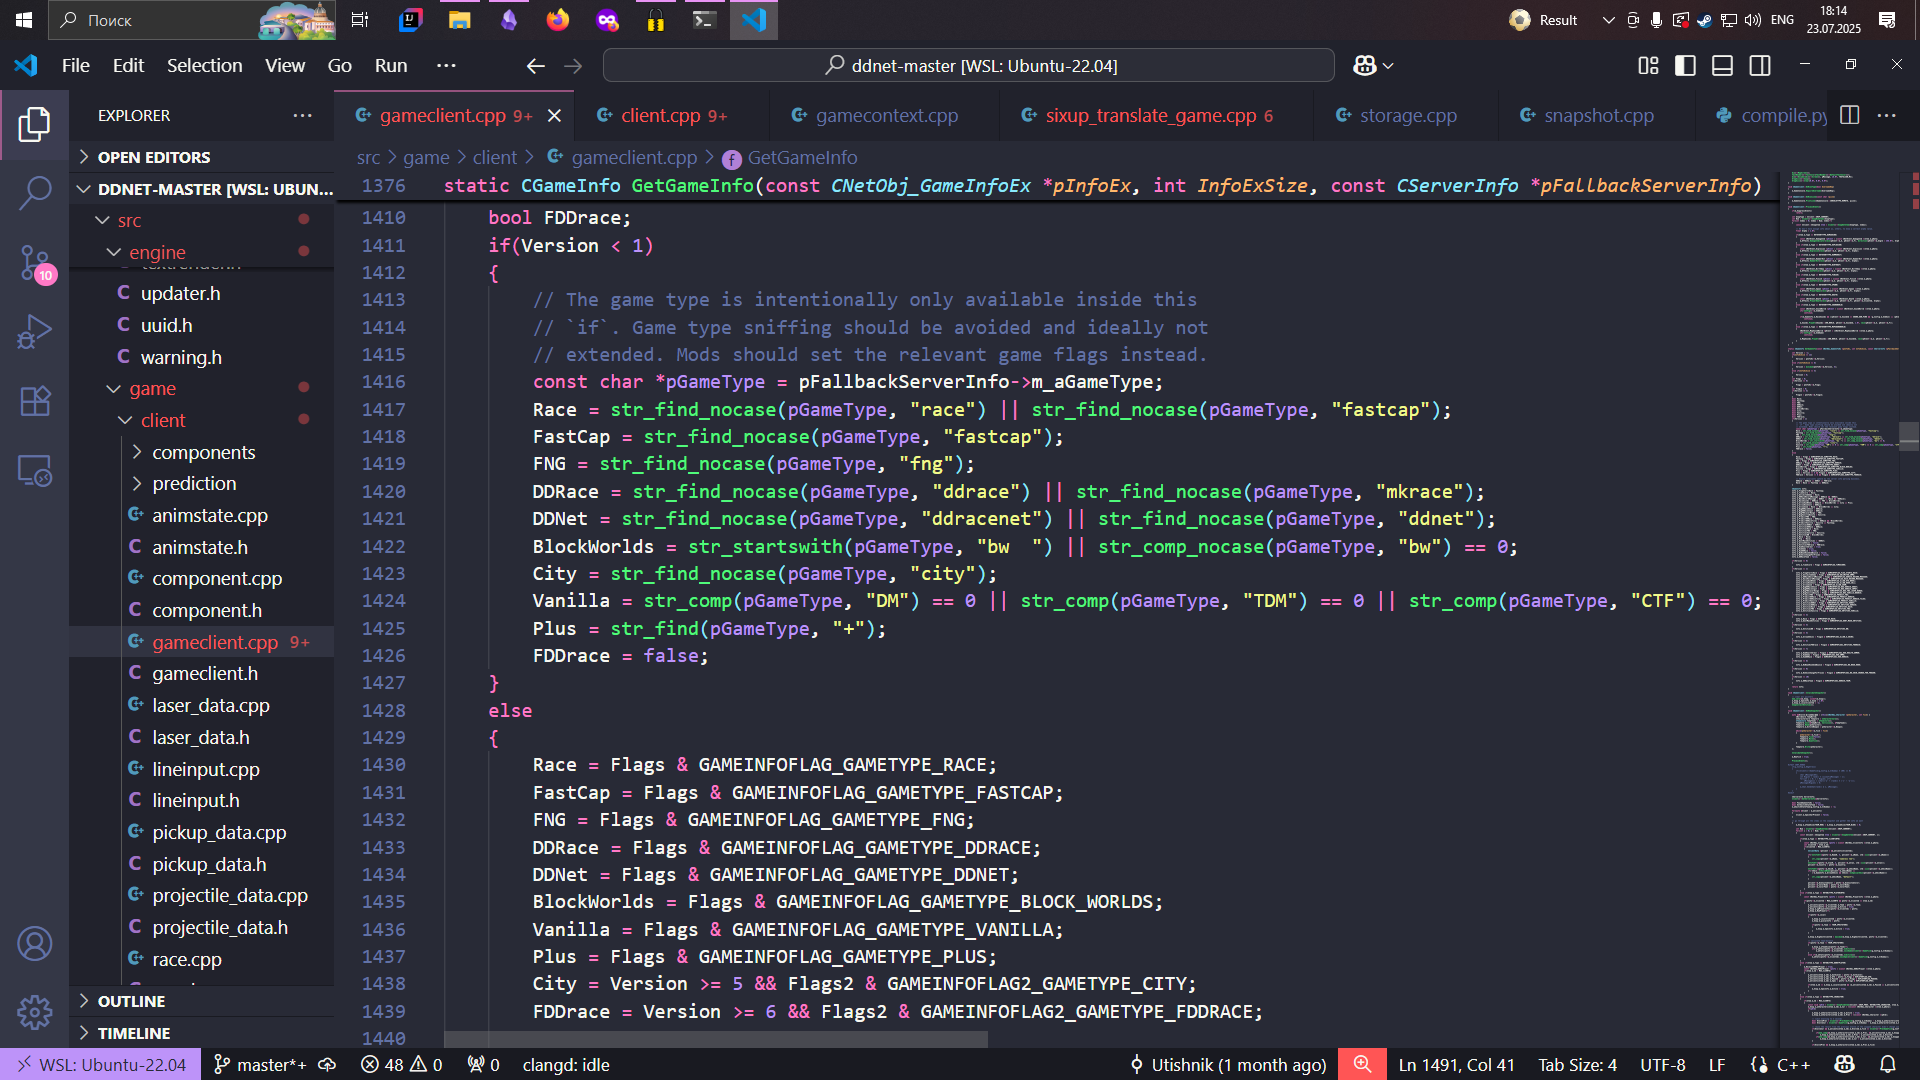 Поиск
Result
ENG
18:14
23.07.2025
File Edit Selection View Go Run ···
ddnet-master [WSL: Ubuntu-22.04]
EXPLORER
gameclient.cpp 9+
client.cpp 9+
gamecontext.cpp
sixup_translate_game.cpp 6
storage.cpp
snapshot.cpp
compile.py
OPEN EDITORS
DDNET-MASTER [WSL: UBUN...
src
engine
updater.h
uuid.h
warning.h
game
client
components
prediction
animstate.cpp
animstate.h
component.cpp
component.h
gameclient.cpp 9+
gameclient.h
laser_data.cpp
laser_data.h
lineinput.cpp
lineinput.h
pickup_data.cpp
pickup_data.h
projectile_data.cpp
projectile_data.h
race.cpp
OUTLINE
TIMELINE
10
src > game > client > gameclient.cpp > GetGameInfo
1376 static CGameInfo GetGameInfo(const CNetObj_GameInfoEx *pInfoEx, int InfoExSize, const CServerInfo *pFallbackServerInfo)
1410 bool FDDrace;
1411 if(Version < 1)
1412 {
1413 // The game type is intentionally only available inside this
1414 // `if`. Game type sniffing should be avoided and ideally not
1415 // extended. Mods should set the relevant game flags instead.
1416 const char *pGameType = pFallbackServerInfo->m_aGameType;
1417 Race = str_find_nocase(pGameType, "race") || str_find_nocase(pGameType, "fastcap");
1418 FastCap = str_find_nocase(pGameType, "fastcap");
1419 FNG = str_find_nocase(pGameType, "fng");
1420 DDRace = str_find_nocase(pGameType, "ddrace") || str_find_nocase(pGameType, "mkrace");
1421 DDNet = str_find_nocase(pGameType, "ddracenet") || str_find_nocase(pGameType, "ddnet");
1422 BlockWorlds = str_startswith(pGameType, "bw  ") || str_comp_nocase(pGameType, "bw") == 0;
1423 City = str_find_nocase(pGameType, "city");
1424 Vanilla = str_comp(pGameType, "DM") == 0 || str_comp(pGameType, "TDM") == 0 || str_comp(pGameType, "CTF") == 0;
1425 Plus = str_find(pGameType, "+");
1426 FDDrace = false;
1427 }
1428 else
1429 {
1430 Race = Flags & GAMEINFOFLAG_GAMETYPE_RACE;
1431 FastCap = Flags & GAMEINFOFLAG_GAMETYPE_FASTCAP;
1432 FNG = Flags & GAMEINFOFLAG_GAMETYPE_FNG;
1433 DDRace = Flags & GAMEINFOFLAG_GAMETYPE_DDRACE;
1434 DDNet = Flags & GAMEINFOFLAG_GAMETYPE_DDNET;
1435 BlockWorlds = Flags & GAMEINFOFLAG_GAMETYPE_BLOCK_WORLDS;
1436 Vanilla = Flags & GAMEINFOFLAG_GAMETYPE_VANILLA;
1437 Plus = Flags & GAMEINFOFLAG_GAMETYPE_PLUS;
1438 City = Version >= 5 && Flags2 & GAMEINFOFLAG2_GAMETYPE_CITY;
1439 FDDrace = Version >= 6 && Flags2 & GAMEINFOFLAG2_GAMETYPE_FDDRACE;
1440
WSL: Ubuntu-22.04 master*+ 48 0 0 clangd: idle Utishnik (1 month ago) Ln 1491, Col 41 Tab Size: 4 UTF-8 LF {} C++